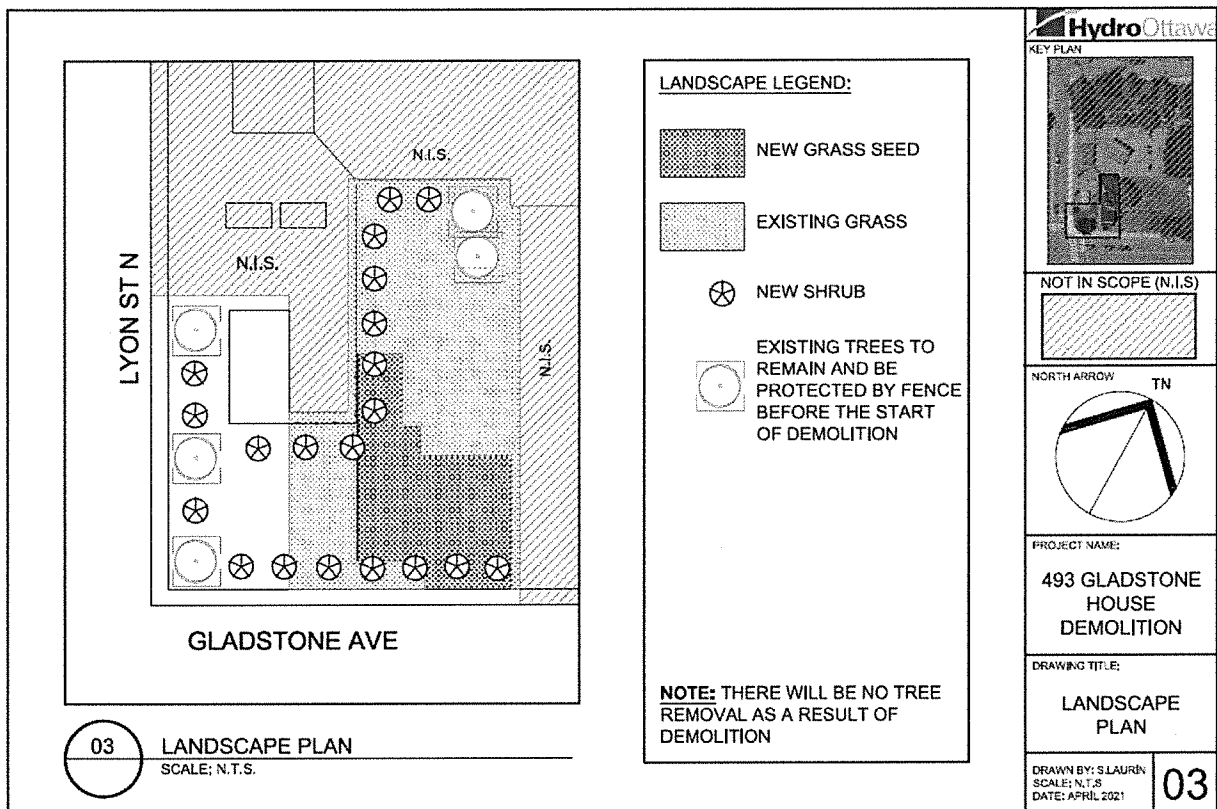 LYON ST N
N.I.S.
N.I.S.
N.I.S.
GLADSTONE AVE
03
LANDSCAPE PLAN
SCALE: N.T.S.
LANDSCAPE LEGEND:
NEW GRASS SEED
EXISTING GRASS
NEW SHRUB
EXISTING TREES TO
REMAIN AND BE
PROTECTED BY FENCE
BEFORE THE START
OF DEMOLITION
NOTE: THERE WILL BE NO TREE
REMOVAL AS A RESULT OF
DEMOLITION
HydroOttawa
KEY PLAN
NOT IN SCOPE (N.I.S)
NORTH ARROW
TN
PROJECT NAME:
493 GLADSTONE
HOUSE
DEMOLITION
DRAWING TITLE:
LANDSCAPE
PLAN
DRAWN BY: S.LAURIN
SCALE: N.T.S
DATE: APRIL 2021
03